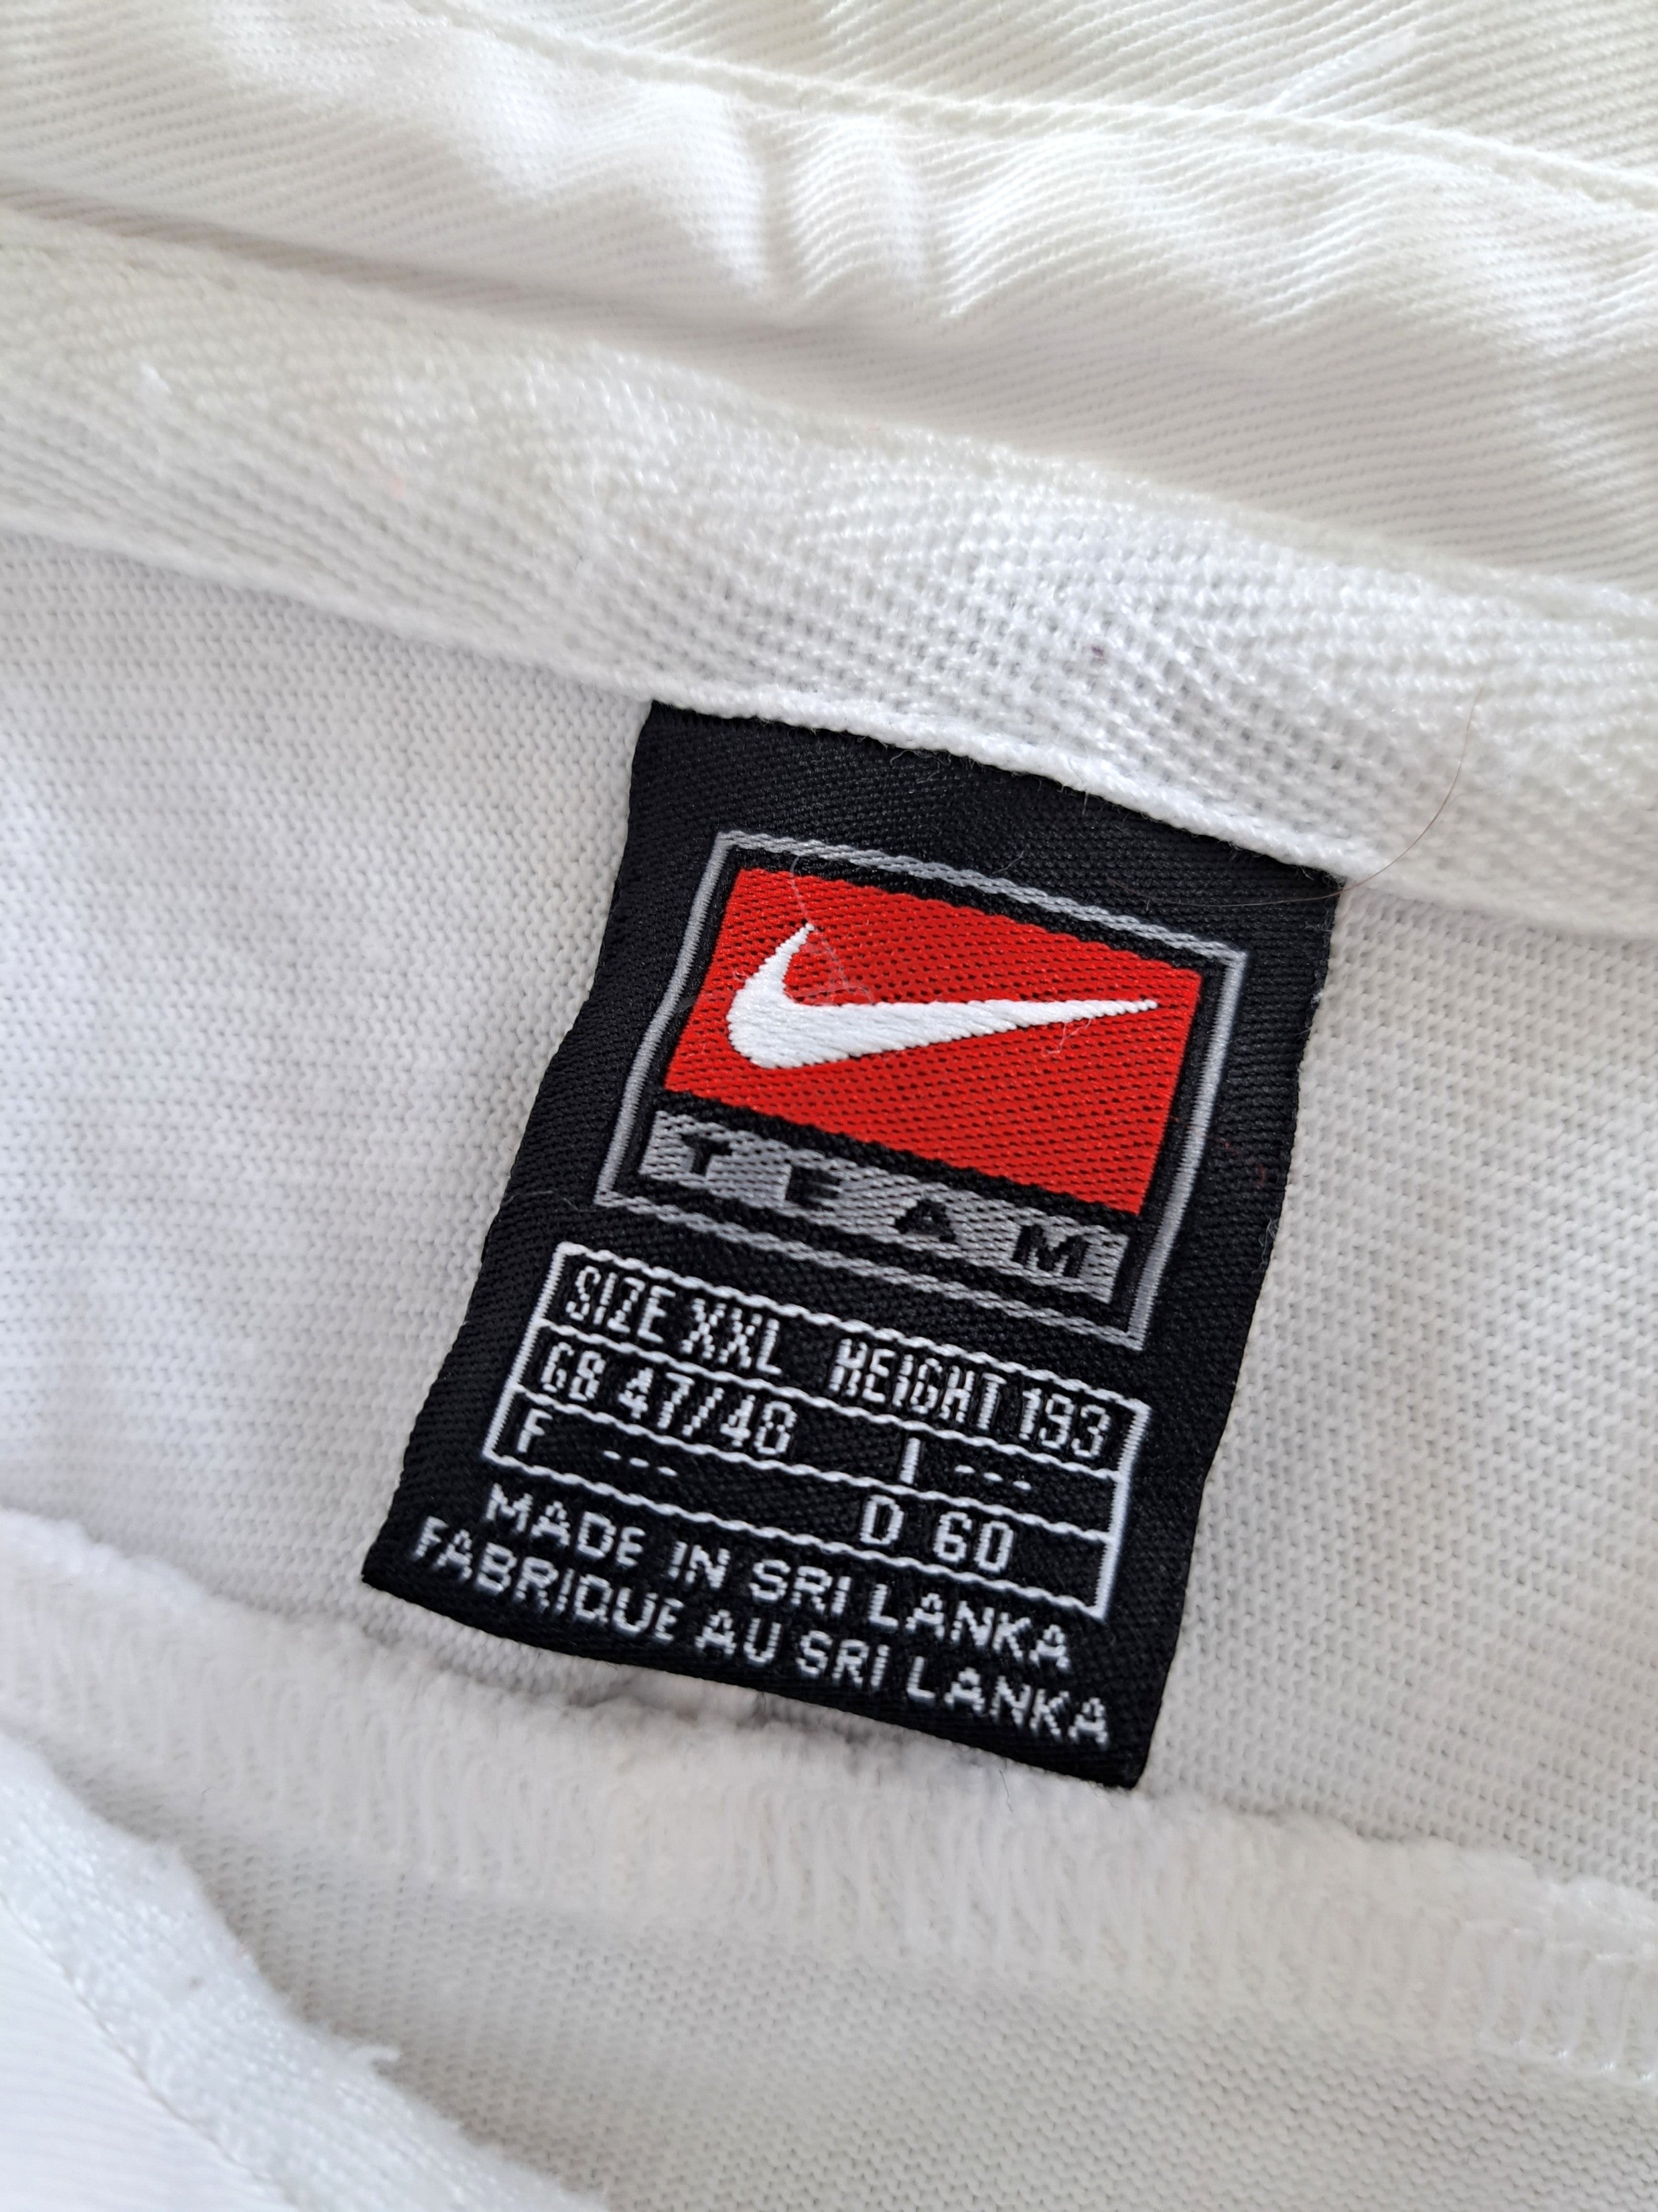 TEAM
SIZE XXL HEIGHT 193
GB 47/48 I ---
F --- D 60
MADE IN SRI LANKA
FABRIQUE AU SRI LANKA